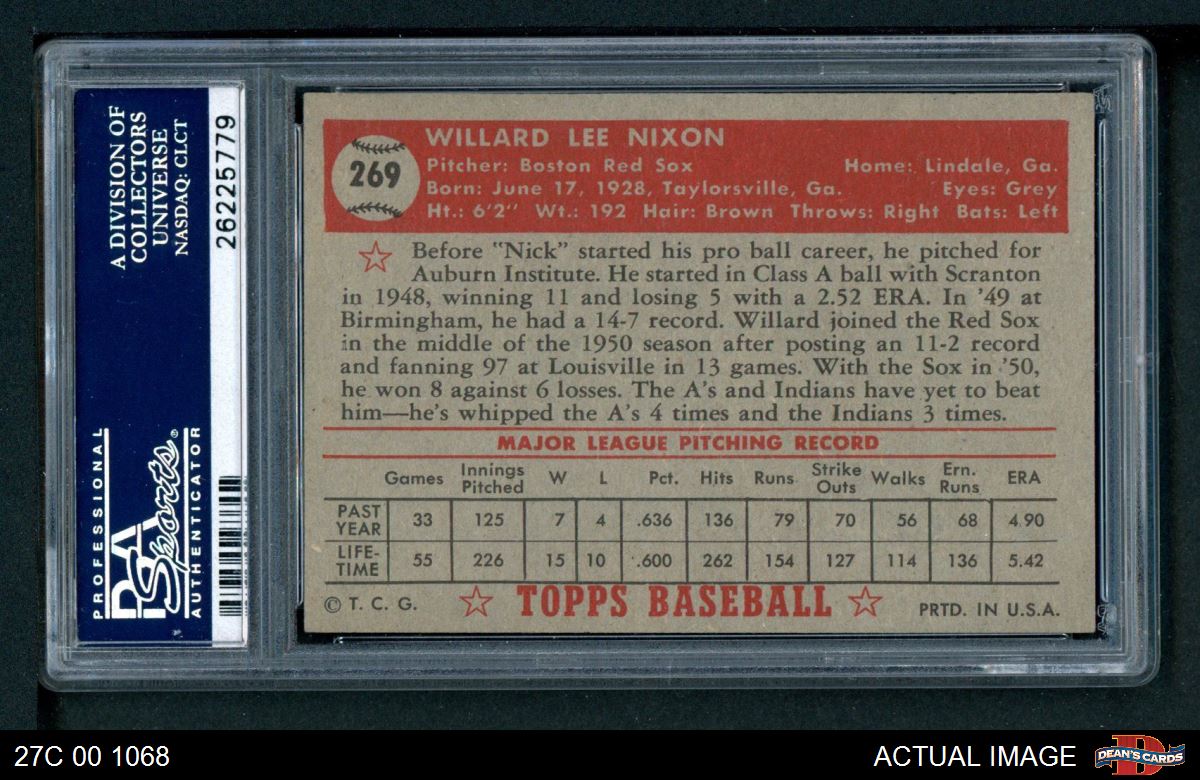 A DIVISION OF
COLLECTORS
UNIVERSE
NASDAQ: CLCT
26225779
PROFESSIONAL
PSA
Sports®
AUTHENTICATOR
269
WILLARD LEE NIXON
Pitcher: Boston Red Sox Home: Lindale, Ga.
Born: June 17, 1928, Taylorsville, Ga. Eyes: Grey
Ht.: 6'2" Wt.: 192 Hair: Brown Throws: Right Bats: Left
Before "Nick" started his pro ball career, he pitched for
Auburn Institute. He started in Class A ball with Scranton
in 1948, winning 11 and losing 5 with a 2.52 ERA. In '49 at
Birmingham, he had a 14-7 record. Willard joined the Red Sox
in the middle of the 1950 season after posting an 11-2 record
and fanning 97 at Louisville in 13 games. With the Sox in '50,
he won 8 against 6 losses. The A's and Indians have yet to beat
him—he's whipped the A's 4 times and the Indians 3 times.
MAJOR LEAGUE PITCHING RECORD
Games Innings Pitched W L Pct. Hits Runs Strike Outs Walks Ern. Runs ERA
PAST YEAR 33 125 7 4 .636 136 79 70 56 68 4.90
LIFE-TIME 55 226 15 10 .600 262 154 127 114 136 5.42
© T. C. G. TOPPS BASEBALL PRTD. IN U.S.A.
27C 00 1068 ACTUAL IMAGE DEAN'S CARDS